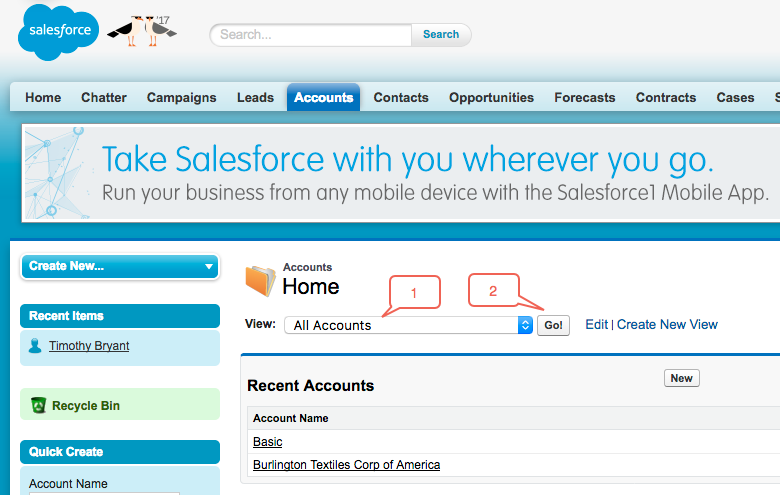 salesforce
'17
Search...
Search
Home Chatter Campaigns Leads Accounts Contacts Opportunities Forecasts Contracts Cases S
Take Salesforce with you wherever you go.
Run your business from any mobile device with the Salesforce1 Mobile App.
Create New...
Recent Items
Timothy Bryant
Recycle Bin
Quick Create
Account Name
Accounts
Home
1
2
View: All Accounts Go! Edit | Create New View
Recent Accounts New
Account Name
Basic
Burlington Textiles Corp of America